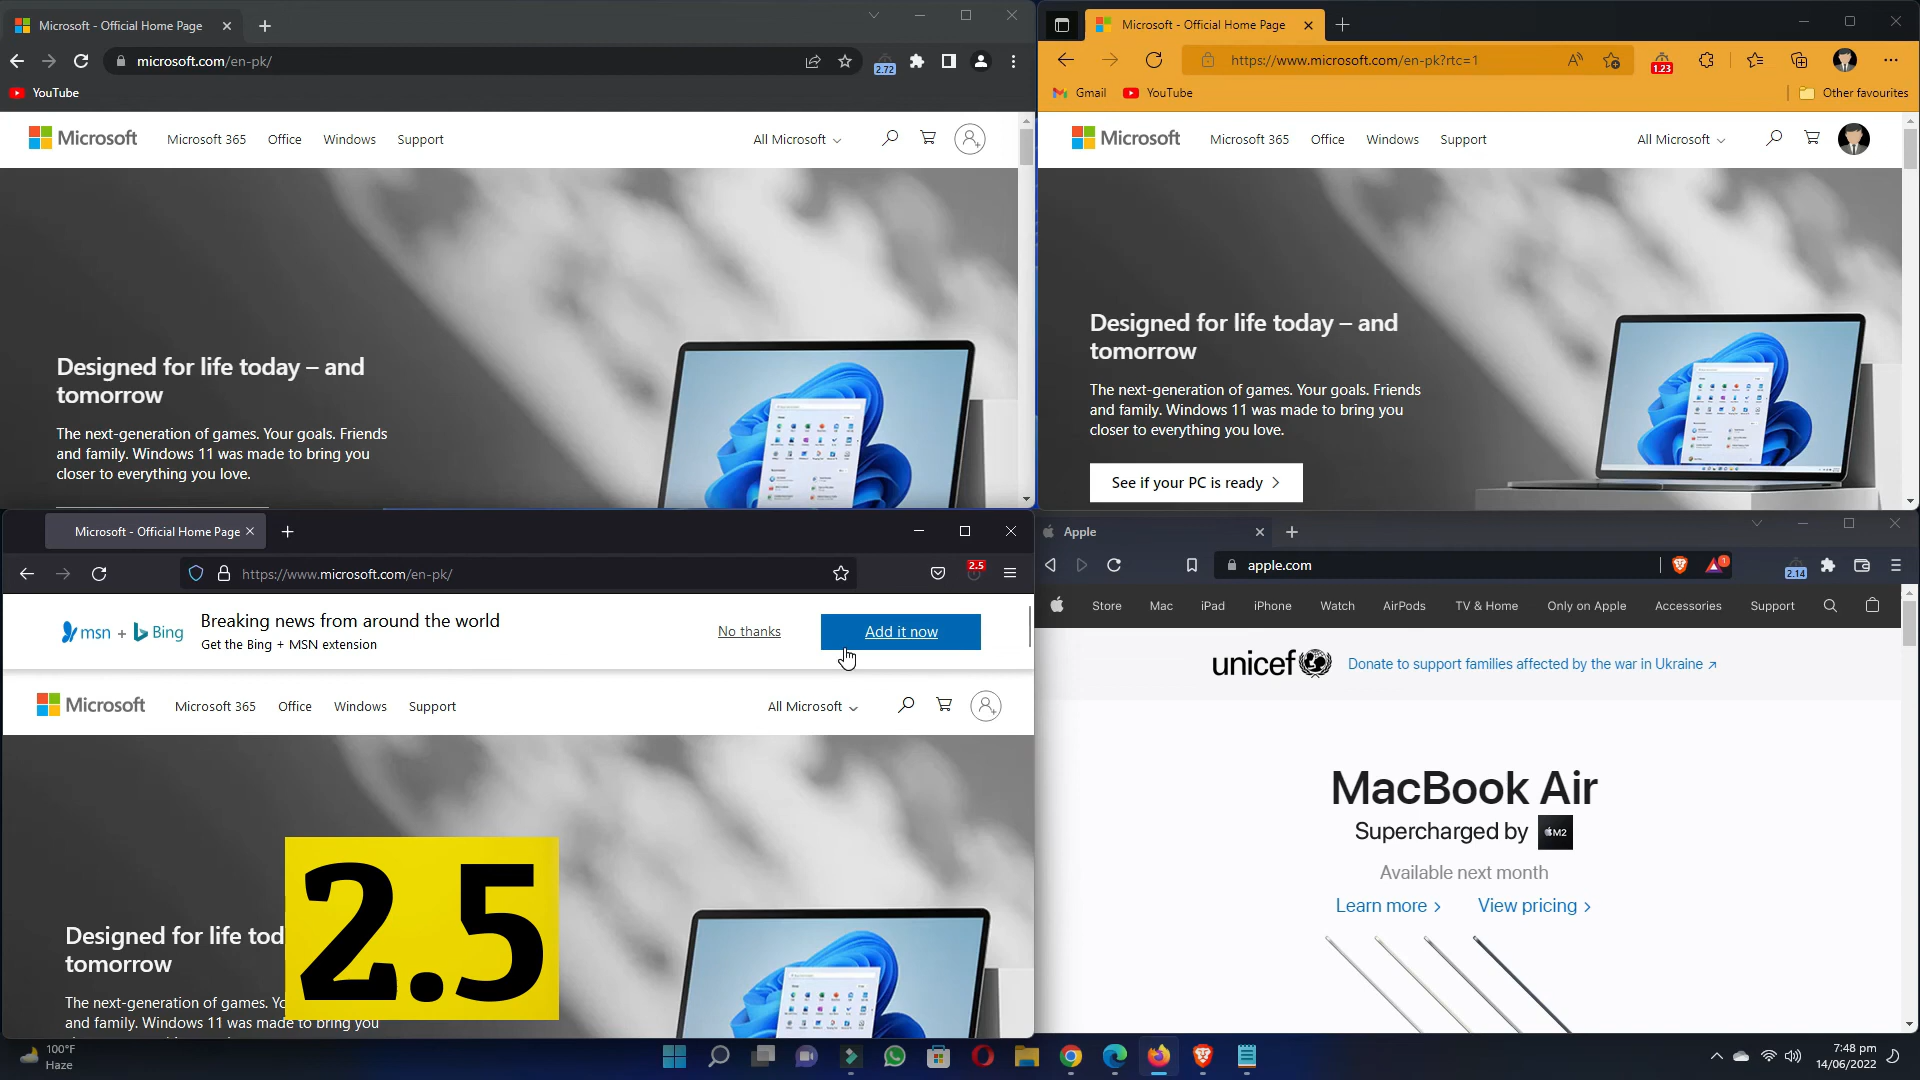 Microsoft - Official Home Page
microsoft.com/en-pk/
2.72
YouTube
Microsoft
Microsoft 365
Office
Windows
Support
All Microsoft
Designed for life today – and
tomorrow
The next-generation of games. Your goals. Friends
and family. Windows 11 was made to bring you
closer to everything you love.
Microsoft - Official Home Page
https://www.microsoft.com/en-pk?rtc=1
1.23
Gmail
YouTube
Other favourites
Microsoft
Microsoft 365
Office
Windows
Support
All Microsoft
Designed for life today – and
tomorrow
The next-generation of games. Your goals. Friends
and family. Windows 11 was made to bring you
closer to everything you love.
See if your PC is ready
Microsoft - Official Home Page
https://www.microsoft.com/en-pk/
2.5
msn + Bing
Breaking news from around the world
Get the Bing + MSN extension
No thanks
Add it now
Microsoft
Microsoft 365
Office
Windows
Support
All Microsoft
Designed for life tod
tomorrow
The next-generation of games. Yo
and family. Windows 11 was made to bring you
2.5
Apple
apple.com
1
2.14
Store
Mac
iPad
iPhone
Watch
AirPods
TV & Home
Only on Apple
Accessories
Support
unicef
Donate to support families affected by the war in Ukraine
MacBook Air
Supercharged by
M2
Available next month
Learn more
View pricing
100°F
Haze
7:48 pm
14/06/2022